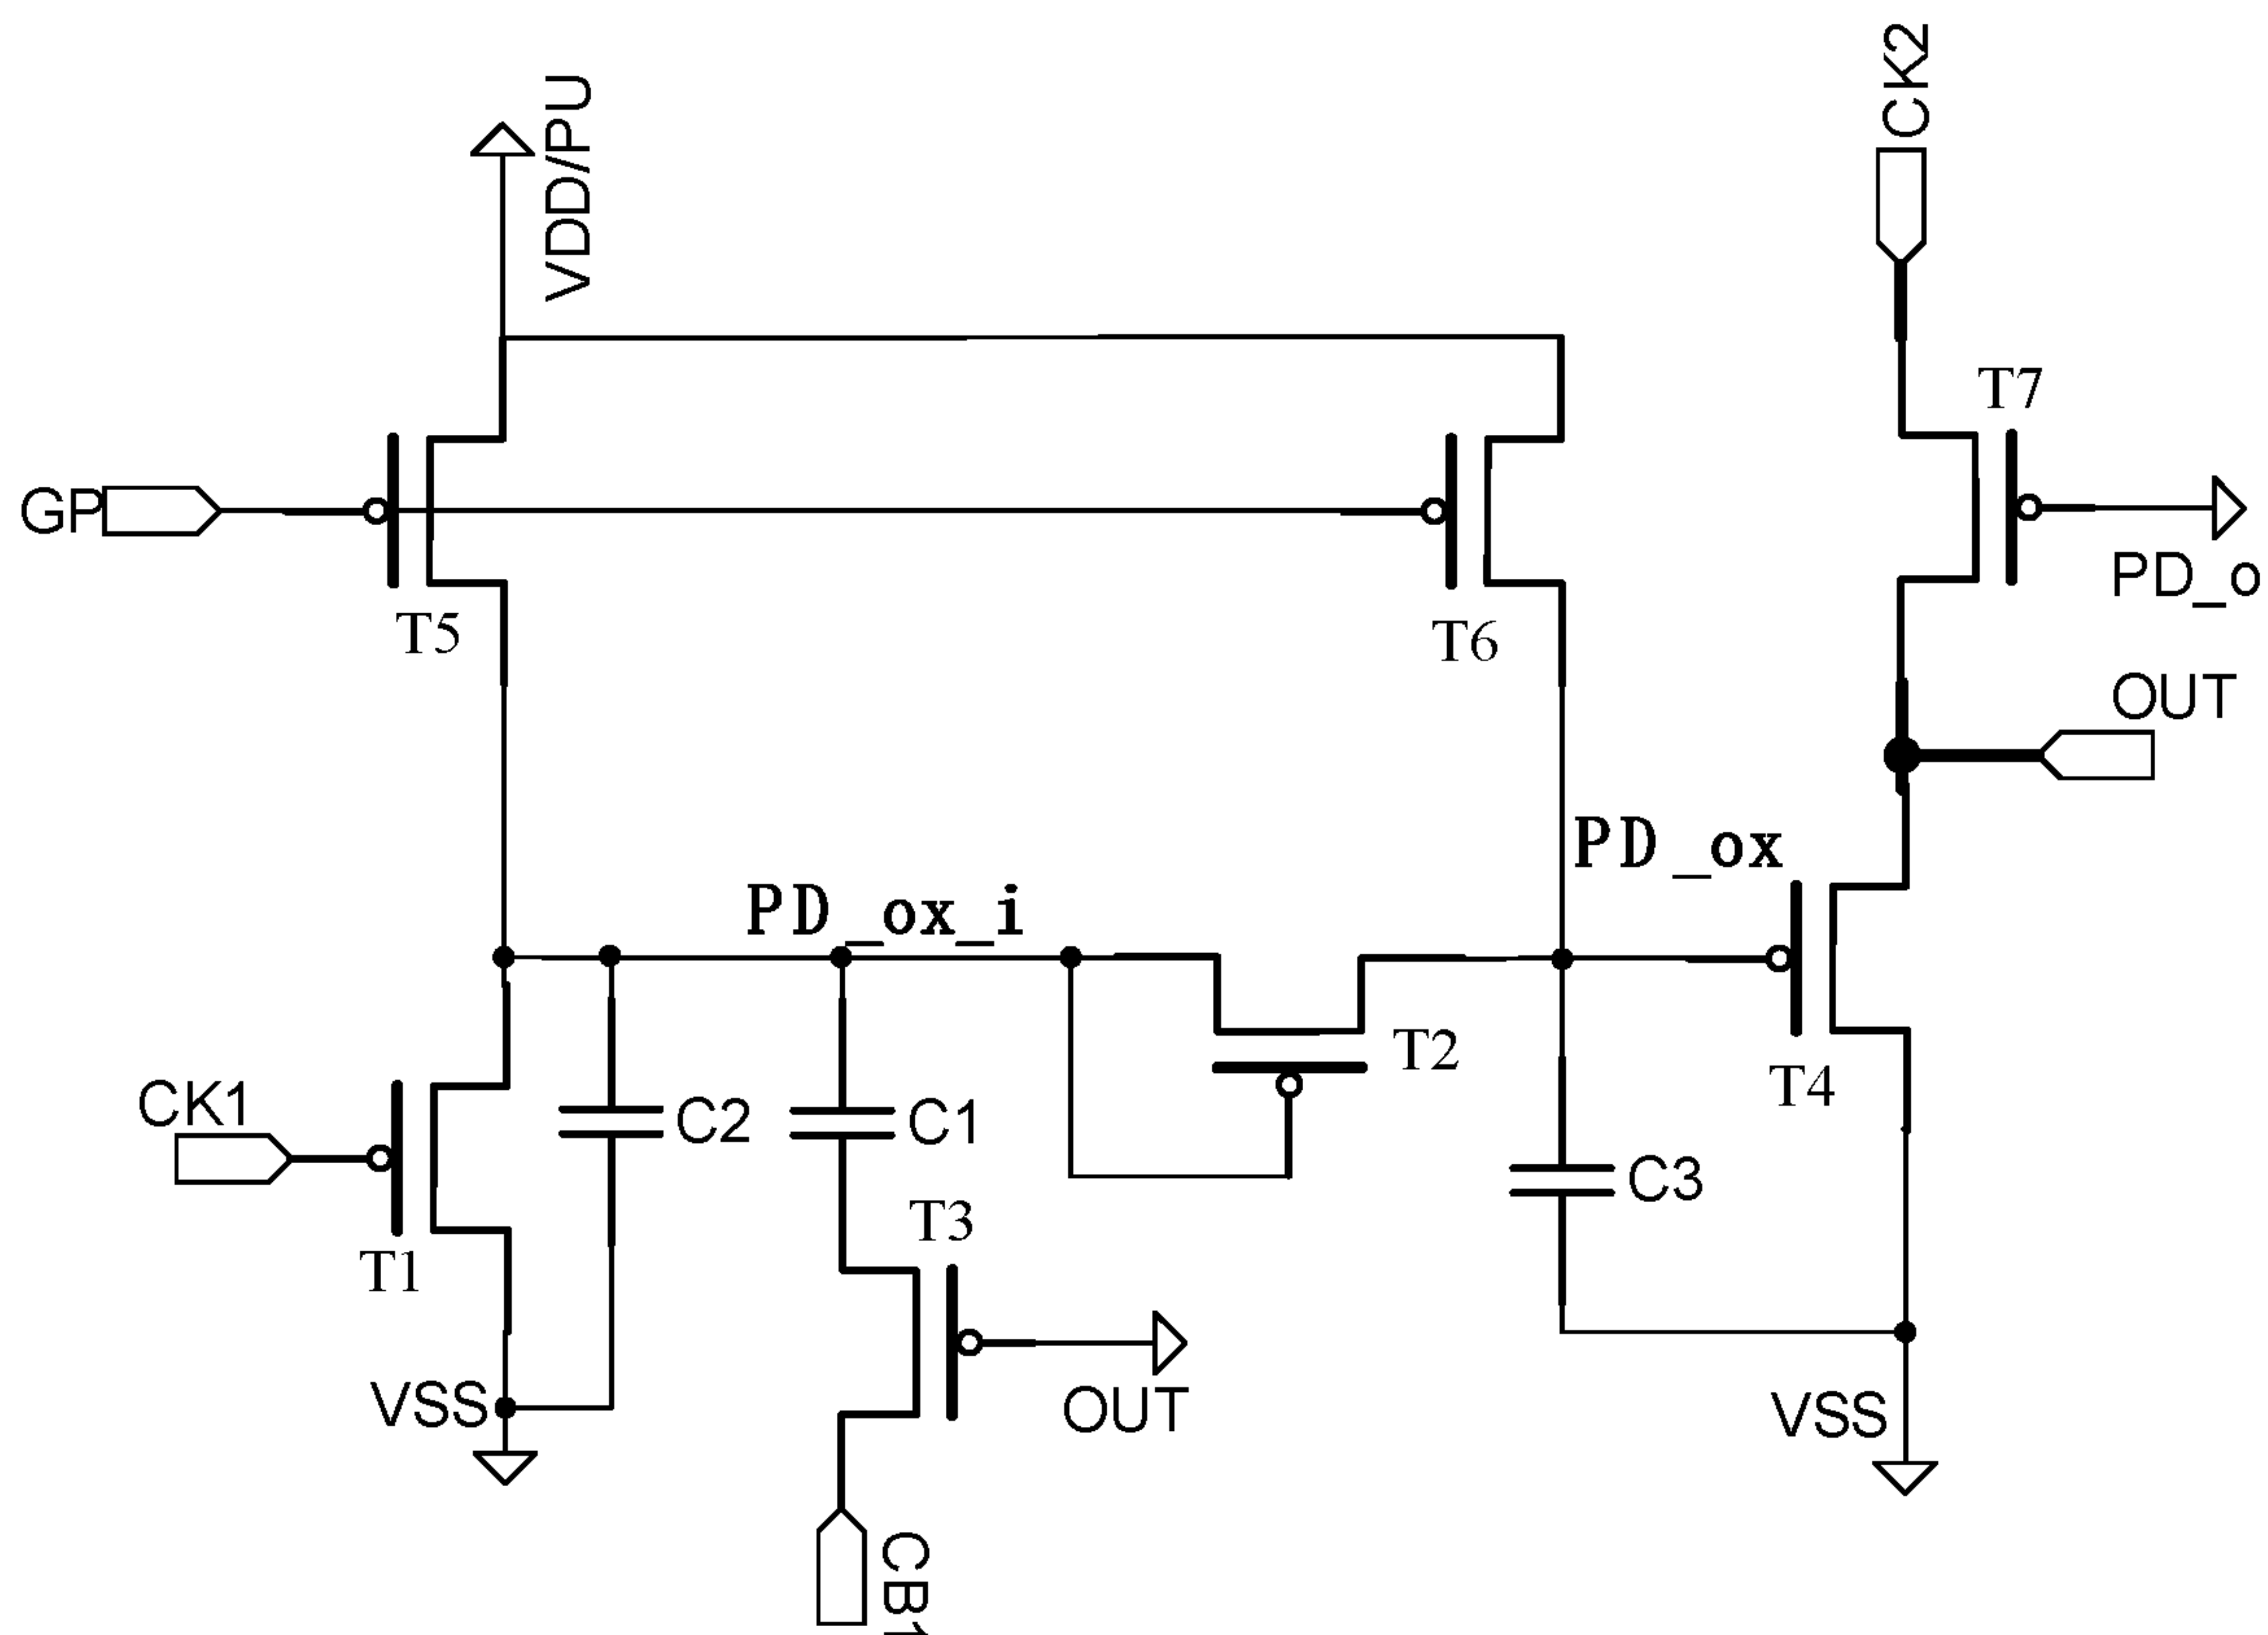 CK2
VDD/PU
T7
GP
PD_o
T5
T6
OUT
PD_ox
PD_ox_i
T2
CK1
C2
C1
T4
C3
T3
T1
VSS
OUT
VSS
CB1